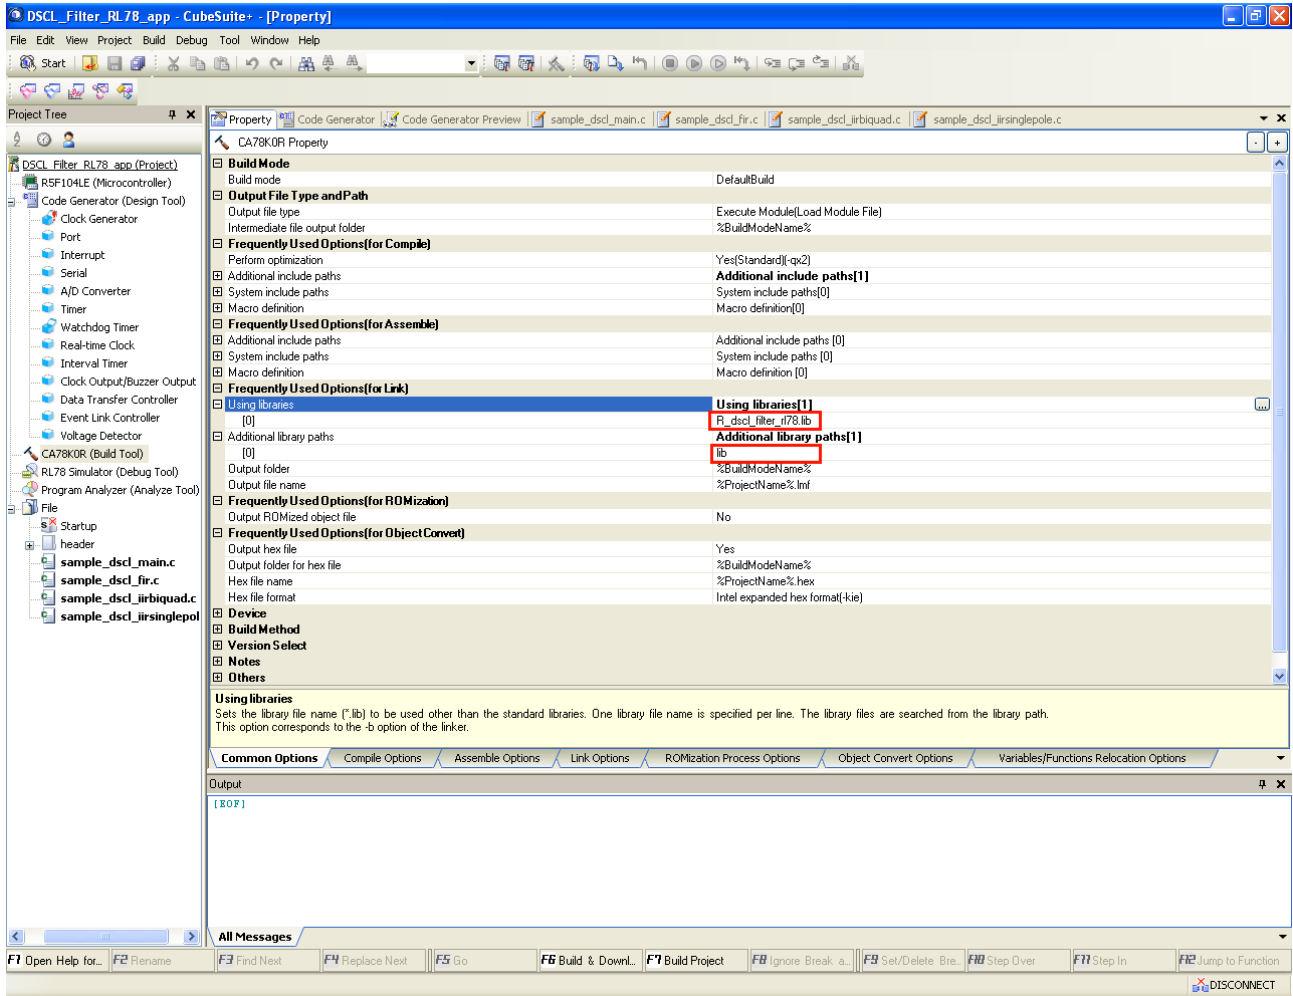 DSCL_Filter_RL78_app - CubeSuite+ - [Property]
File Edit View Project Build Debug Tool Window Help
Start
Project Tree
Property Code Generator Code Generator Preview sample_dscl_main.c sample_dscl_fir.c sample_dscl_iirbiquad.c sample_dscl_iirsinglepole.c
DSCL_Filter_RL78_app (Project)
R5F104LE (Microcontroller)
Code Generator (Design Tool)
Clock Generator
Port
Interrupt
Serial
A/D Converter
Timer
Watchdog Timer
Real-time Clock
Interval Timer
Clock Output/Buzzer Output
Data Transfer Controller
Event Link Controller
Voltage Detector
CA78K0R (Build Tool)
RL78 Simulator (Debug Tool)
Program Analyzer (Analyze Tool)
File
Startup
header
sample_dscl_main.c
sample_dscl_fir.c
sample_dscl_iirbiquad.c
sample_dscl_iirsinglepol
CA78K0R Property
Build Mode
Build mode DefaultBuild
Output File Type and Path
Output file type Execute Module(Load Module File)
Intermediate file output folder %BuildModeName%
Frequently Used Options(for Compile)
Perform optimization Yes(Standard)(-qx2)
Additional include paths Additional include paths[1]
System include paths System include paths[0]
Macro definition Macro definition[0]
Frequently Used Options(for Assemble)
Additional include paths Additional include paths [0]
System include paths System include paths [0]
Macro definition Macro definition [0]
Frequently Used Options(for Link)
Using libraries Using libraries[1] ...
[0] R_dscl_filter_rl78.lib
Additional library paths Additional library paths[1]
[0] lib
Output folder %BuildModeName%
Output file name %ProjectName%.lmf
Frequently Used Options(for ROMization)
Output ROMized object file No
Frequently Used Options(for Object Convert)
Output hex file Yes
Output folder for hex file %BuildModeName%
Hex file name %ProjectName%.hex
Hex file format Intel expanded hex format(-kie)
Device
Build Method
Version Select
Notes
Others
Using libraries
Sets the library file name (*.lib) to be used other than the standard libraries. One library file name is specified per line. The library files are searched from the library path.
This option corresponds to the -b option of the linker.
Common Options Compile Options Assemble Options Link Options ROMization Process Options Object Convert Options Variables/Functions Relocation Options
Output
[EOF]
All Messages
F1 Open Help for... F2 Rename F3 Find Next F4 Replace Next F5 Go F6 Build & Downl... F7 Build Project F8 Ignore Break a... F9 Set/Delete Bre... F10 Step Over F11 Step In F12 Jump to Function
DISCONNECT